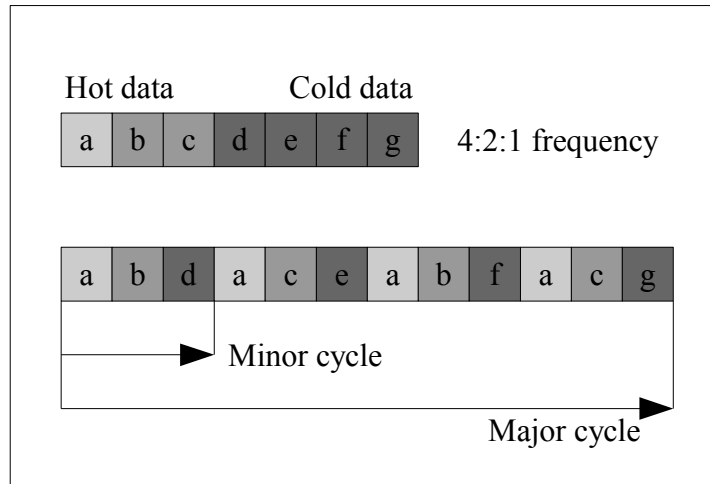 Hot data Cold data
a b c d e f g 4:2:1 frequency
a b d a c e a b f a c g
Minor cycle
Major cycle